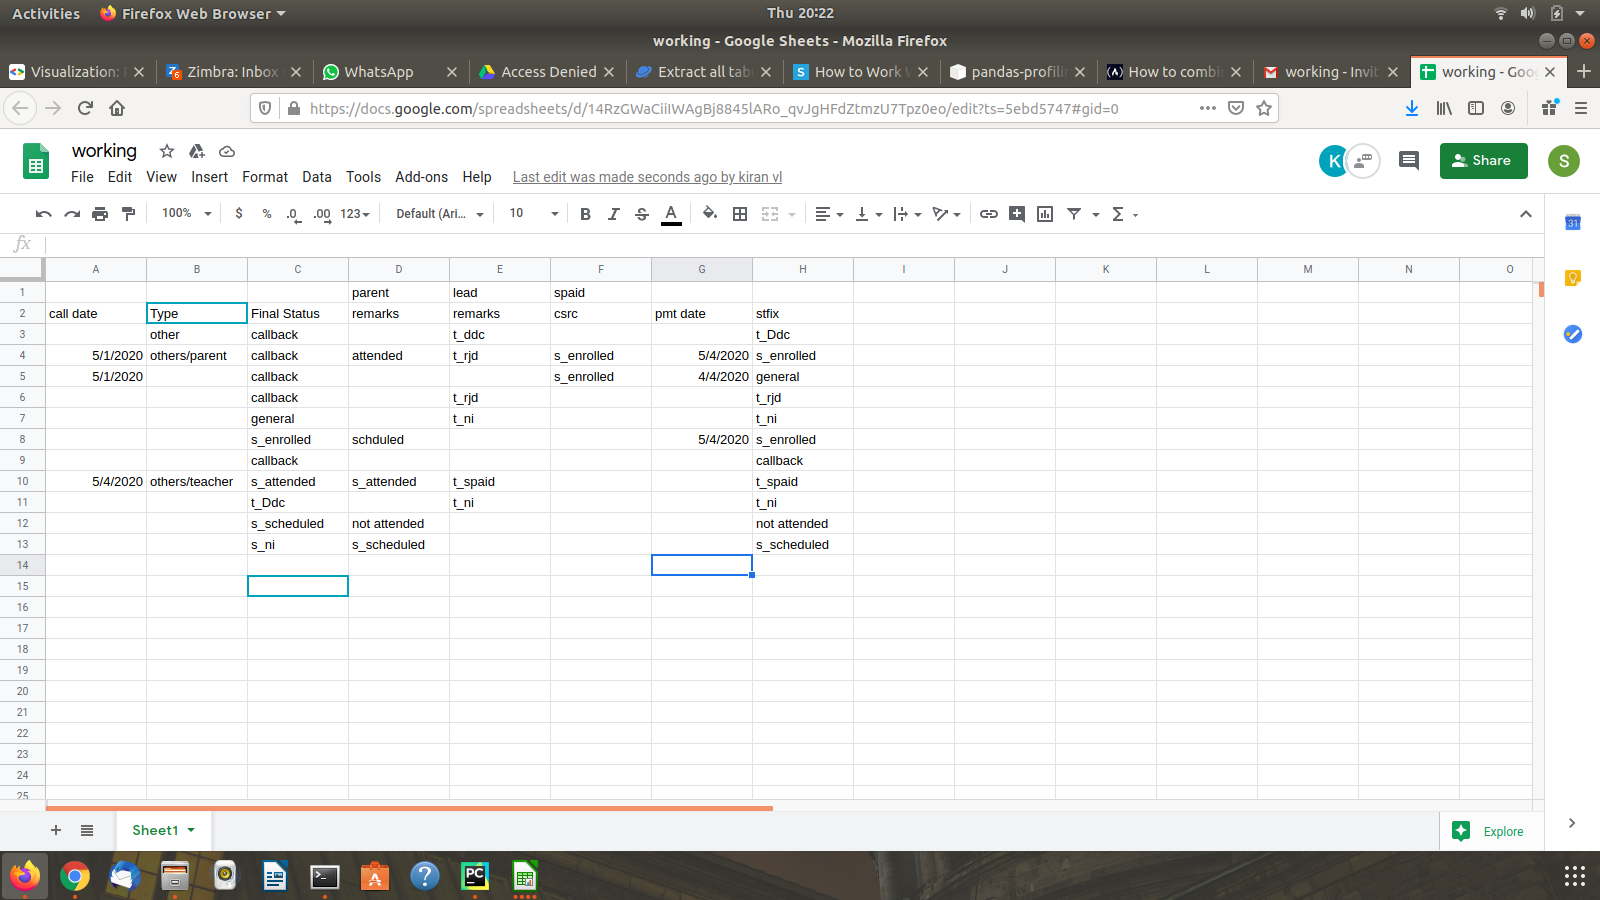 Activities Firefox Web Browser Thu 20:22
working - Google Sheets - Mozilla Firefox
Visualization: Zimbra: Inbox WhatsApp Access Denied Extract all tab How to Work pandas-profilin How to combi working - Invit working - Goog
https://docs.google.com/spreadsheets/d/14RzGWaCiiIWAgBj8845lARo_qvJgHFdZtmzU7Tpz0eo/edit?ts=5ebd5747#gid=0
working
File Edit View Insert Format Data Tools Add-ons Help Last edit was made seconds ago by kiran vl
K Share S
100% $ % .0 .00 123 Default (Ari... 10 B I S A Σ
31
fx
A B C D E F G H I J K L M N O
1 parent lead spaid
2 call date Type Final Status remarks remarks csrc pmt date stfix
3 other callback t_ddc t_Ddc
4 5/1/2020 others/parent callback attended t_rjd s_enrolled 5/4/2020 s_enrolled
5 5/1/2020 callback s_enrolled 4/4/2020 general
6 callback t_rjd t_rjd
7 general t_ni t_ni
8 s_enrolled schduled 5/4/2020 s_enrolled
9 callback callback
10 5/4/2020 others/teacher s_attended s_attended t_spaid t_spaid
11 t_Ddc t_ni t_ni
12 s_scheduled not attended not attended
13 s_ni s_scheduled s_scheduled
14
15
16
17
18
19
20
21
22
23
24
25
+ Sheet1 Explore
PC